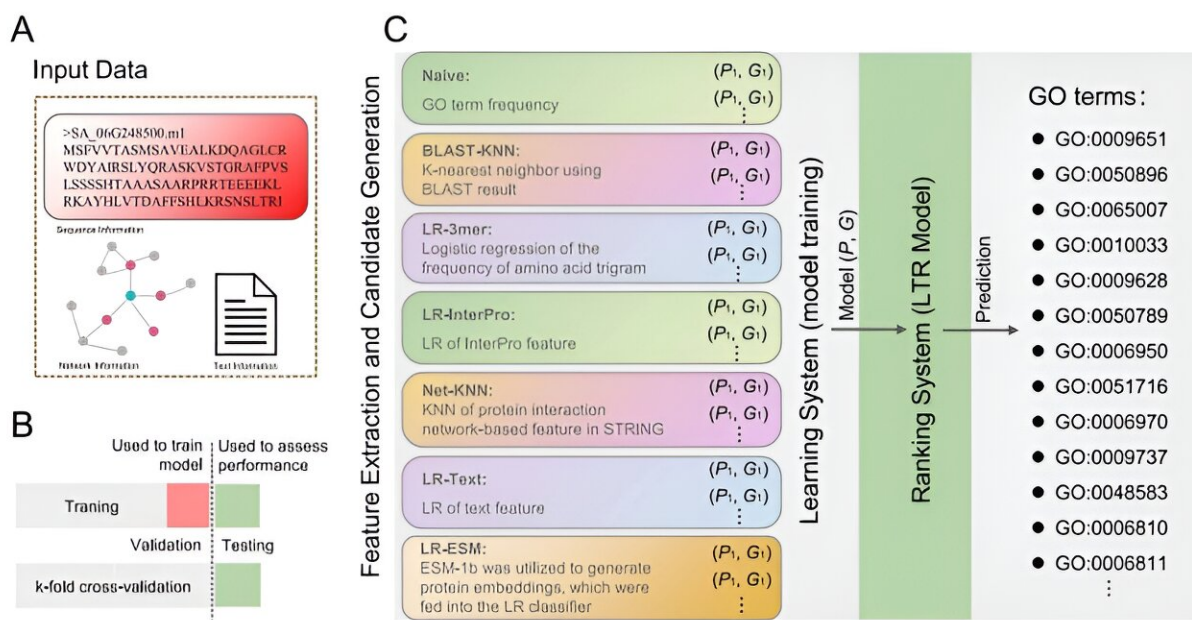 A
Input Data
>SA_06G248500.m1
MSFVVTASMSAVEALKDQAGLCR
WDYAIRSLYQRASKVSTGRAFPVS
LSSSSHTAAASAARPRRTEEEEKL
RKAYHLVTDAFFSHLKRSNSLTRI
Sequence Information
Network Information
Text Information
B
Used to train
model
Used to assess
performance
Traning
Validation
Testing
k-fold cross-validation
C
Feature Extraction and Candidate Generation
Naive:
GO term frequency
(P₁, G₁)
(P₁, G₁)
⋮
BLAST-KNN:
K-nearest neighbor using
BLAST result
(P₁, G₁)
(P₁, G₁)
⋮
LR-3mer:
Logistic regression of the
frequency of amino acid trigram
(P₁, G₁)
(P₁, G₁)
⋮
LR-InterPro:
LR of InterPro feature
(P₁, G₁)
(P₁, G₁)
⋮
Net-KNN:
KNN of protein interaction
network-based feature in STRING
(P₁, G₁)
(P₁, G₁)
⋮
LR-Text:
LR of text feature
(P₁, G₁)
(P₁, G₁)
⋮
LR-ESM:
ESM-1b was utilized to generate
protein embeddings, which were
fed into the LR classifier
(P₁, G₁)
(P₁, G₁)
⋮
Learning System (model training)
Model (P, G)
Ranking System (LTR Model)
Prediction
GO terms:
● GO:0009651
● GO:0050896
● GO:0065007
● GO:0010033
● GO:0009628
● GO:0050789
● GO:0006950
● GO:0051716
● GO:0006970
● GO:0009737
● GO:0048583
● GO:0006810
● GO:0006811
⋮